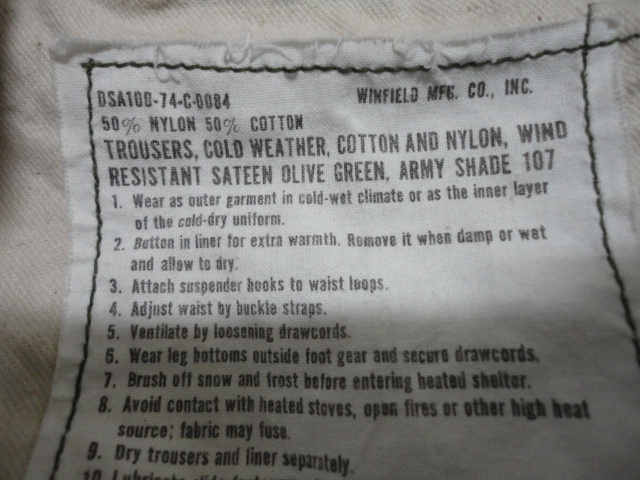 DSA100-74-C-0084 WINFIELD MFG. CO., INC.
50% NYLON 50% COTTON
TROUSERS, COLD WEATHER, COTTON AND NYLON, WIND
RESISTANT SATEEN OLIVE GREEN, ARMY SHADE 107
1. Wear as outer garment in cold-wet climate or as the inner layer
of the cold-dry uniform.
2. Button in liner for extra warmth. Remove it when damp or wet
and allow to dry.
3. Attach suspender hooks to waist loops.
4. Adjust waist by buckle straps.
5. Ventilate by loosening drawcords.
6. Wear leg bottoms outside foot gear and secure drawcords.
7. Brush off snow and frost before entering heated shelter.
8. Avoid contact with heated stoves, open fires or other high heat
source; fabric may fuse.
9. Dry trousers and liner separately.
10. Lubricate slide